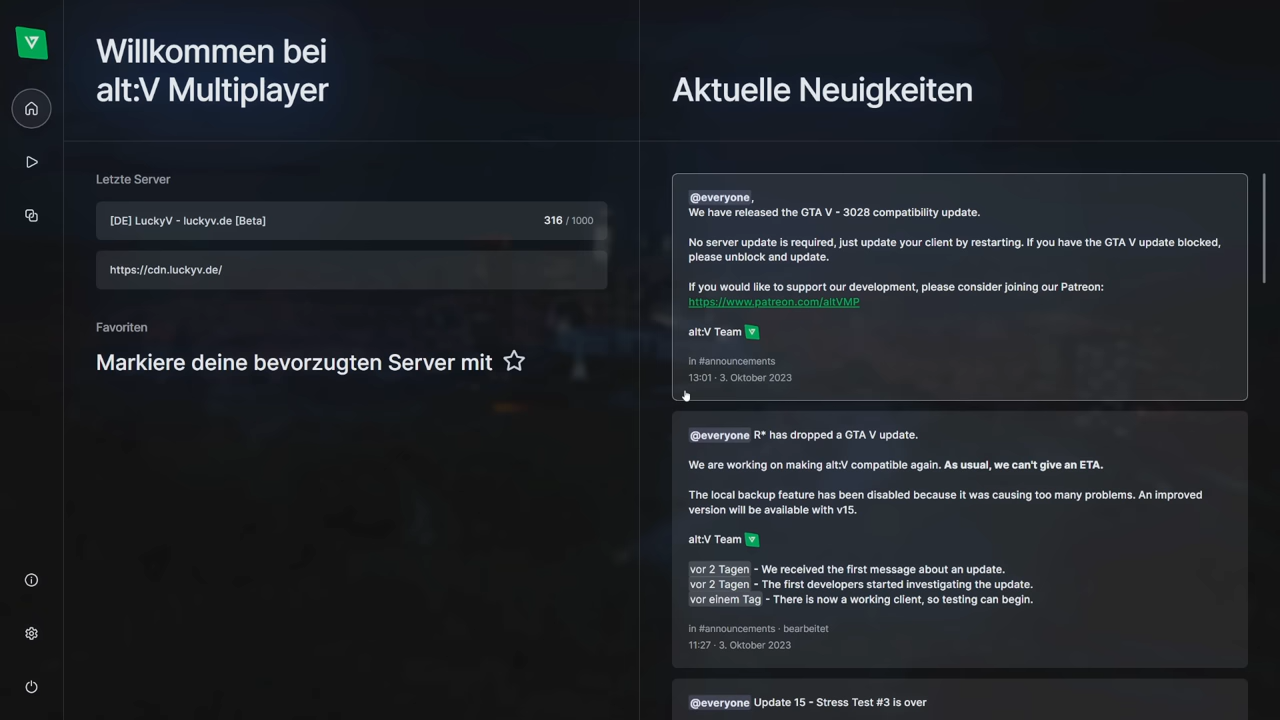 Willkommen bei
alt:V Multiplayer
Letzte Server
[DE] LuckyV - luckyv.de [Beta]
316 / 1000
https://cdn.luckyv.de/
Favoriten
Markiere deine bevorzugten Server mit
Aktuelle Neuigkeiten
@everyone,
We have released the GTA V - 3028 compatibility update.
No server update is required, just update your client by restarting. If you have the GTA V update blocked,
please unblock and update.
If you would like to support our development, please consider joining our Patreon:
https://www.patreon.com/altVMP
alt:V Team
in #announcements
13:01 · 3. Oktober 2023
@everyone R* has dropped a GTA V update.
We are working on making alt:V compatible again. As usual, we can't give an ETA.
The local backup feature has been disabled because it was causing too many problems. An improved
version will be available with v15.
alt:V Team
vor 2 Tagen - We received the first message about an update.
vor 2 Tagen - The first developers started investigating the update.
vor einem Tag - There is now a working client, so testing can begin.
in #announcements · bearbeitet
11:27 · 3. Oktober 2023
@everyone Update 15 - Stress Test #3 is over